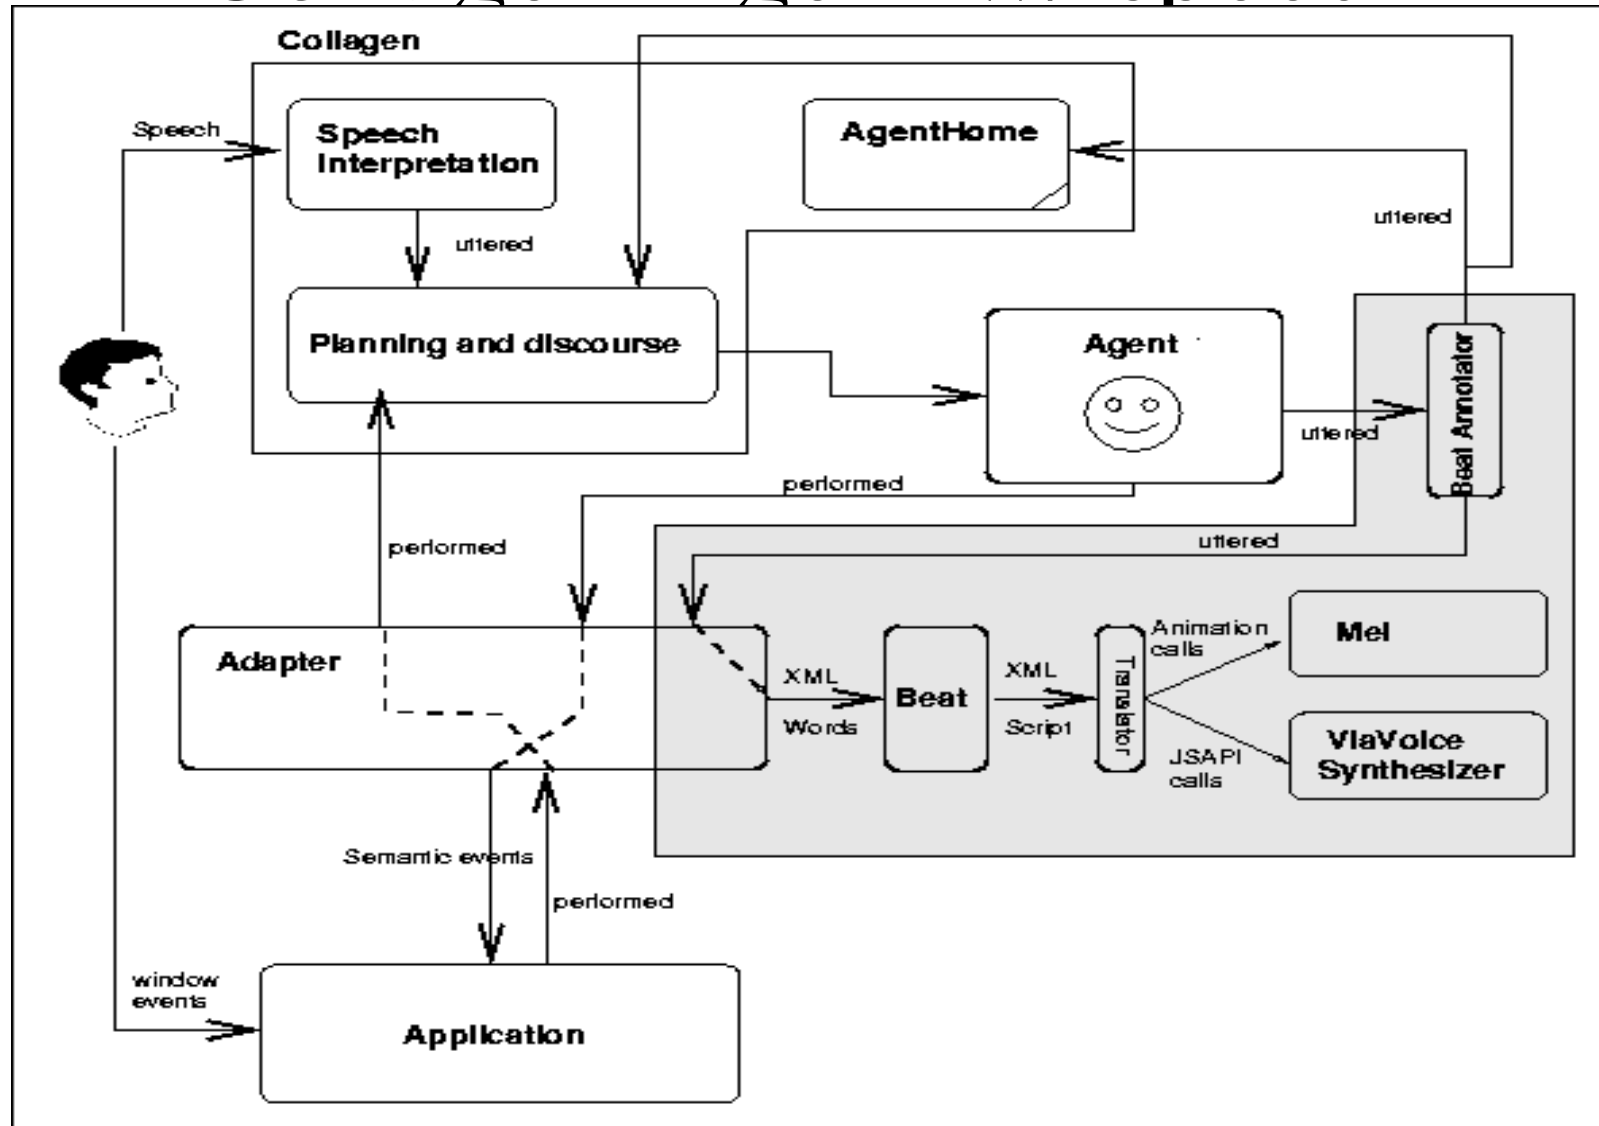 Collagen
Speech
Speech
Interpretation
AgentHome
uttered
uttered
Planning and discourse
Agent
Beat Annotator
uttered
performed
performed
uttered
Adapter
XML
Words
Beat
XML
Script
Translator
Animation
calls
Mel
JSAPI
calls
ViaVoice
Synthesizer
Semantic events
performed
window
events
Application